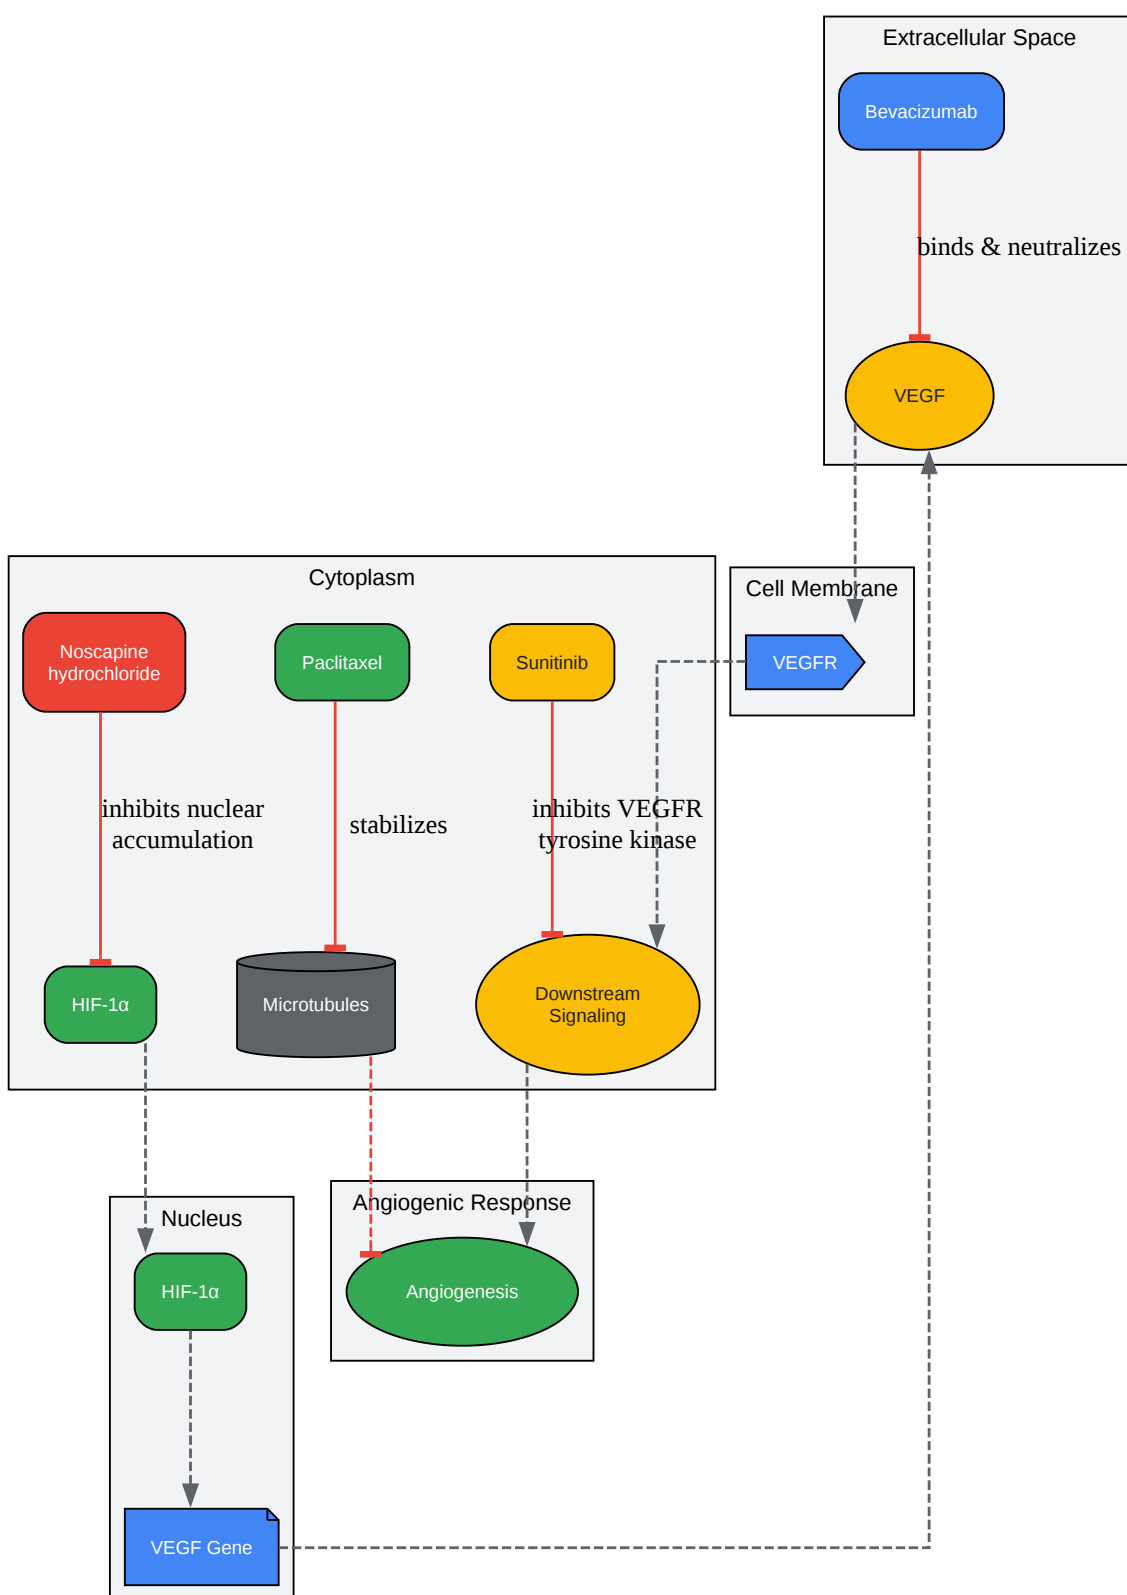 Extracellular Space
Bevacizumab
binds & neutralizes
VEGF
Cytoplasm
Cell Membrane
Noscapine
hydrochloride
Paclitaxel
Sunitinib
VEGFR
inhibits nuclear
accumulation
stabilizes
inhibits VEGFR
tyrosine kinase
HIF-1α
Microtubules
Downstream
Signaling
Nucleus
Angiogenic Response
HIF-1α
Angiogenesis
VEGF Gene